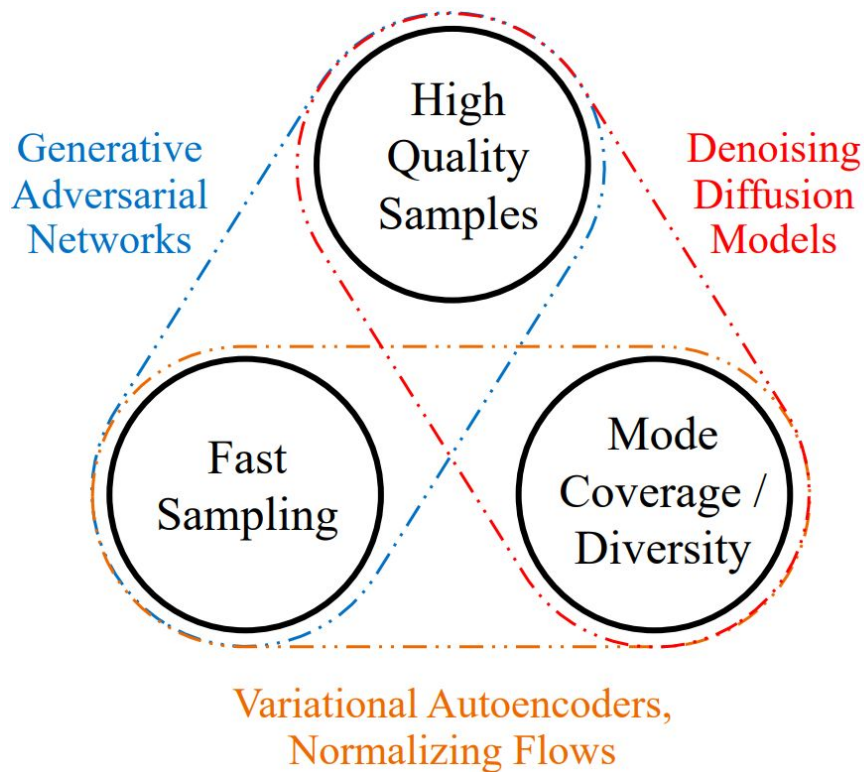 High
Quality
Samples
Generative
Adversarial
Networks
Denoising
Diffusion
Models
Fast
Sampling
Mode
Coverage /
Diversity
Variational Autoencoders,
Normalizing Flows